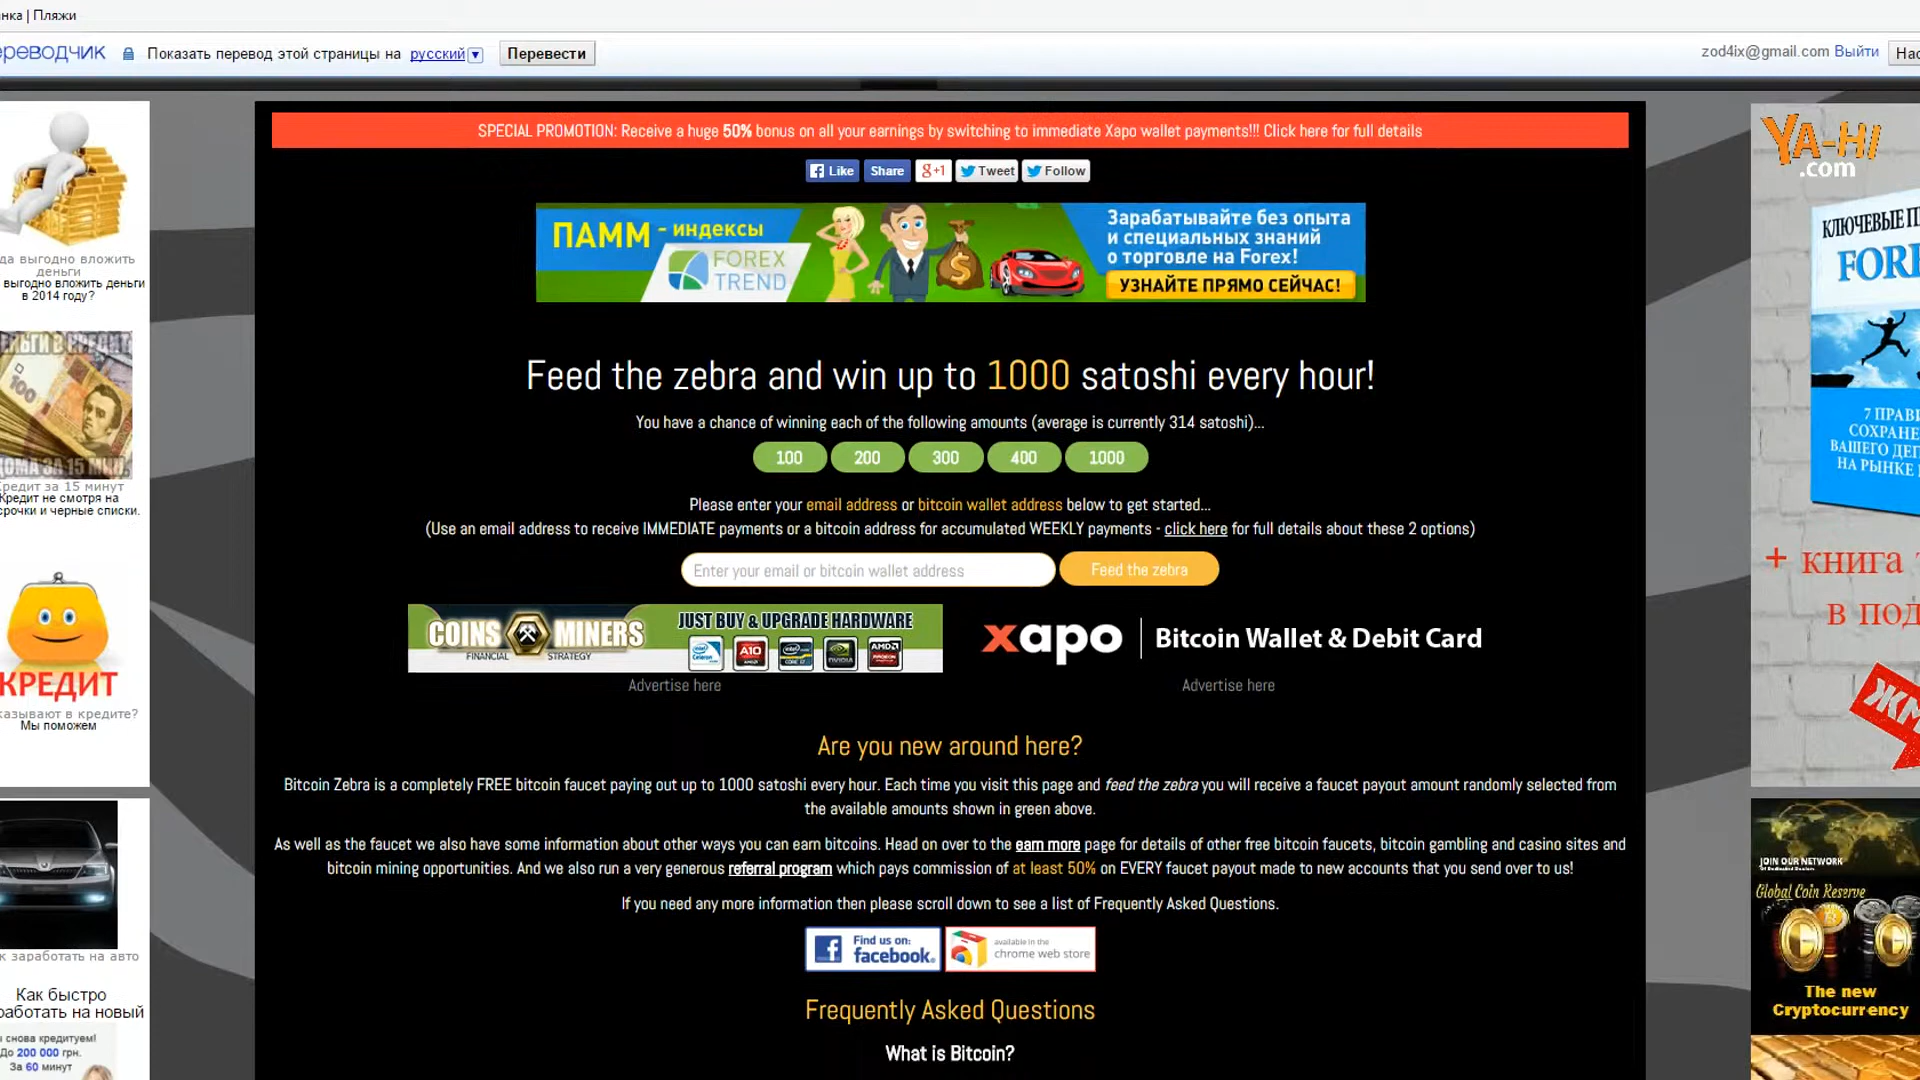 нка | Пляжи
реводчик Показать перевод этой страницы на русский Перевести
zod4ix@gmail.com Выйти Нас
SPECIAL PROMOTION: Receive a huge 50% bonus on all your earnings by switching to immediate Xapo wallet payments!!! Click here for full details
Like Share g+1 Tweet Follow
ПАММ - индексы
FOREX
TREND
Зарабатывайте без опыта
и специальных знаний
о торговле на Forex!
УЗНАЙТЕ ПРЯМО СЕЙЧАС!
Feed the zebra and win up to 1000 satoshi every hour!
You have a chance of winning each of the following amounts (average is currently 314 satoshi)...
100 200 300 400 1000
Please enter your email address or bitcoin wallet address below to get started...
(Use an email address to receive IMMEDIATE payments or a bitcoin address for accumulated WEEKLY payments - click here for full details about these 2 options)
Enter your email or bitcoin wallet address Feed the zebra
COINS MINERS
FINANCIAL STRATEGY
JUST BUY & UPGRADE HARDWARE
xapo Bitcoin Wallet & Debit Card
Advertise here Advertise here
Are you new around here?
Bitcoin Zebra is a completely FREE bitcoin faucet paying out up to 1000 satoshi every hour. Each time you visit this page and feed the zebra you will receive a faucet payout amount randomly selected from
the available amounts shown in green above.
As well as the faucet we also have some information about other ways you can earn bitcoins. Head on over to the earn more page for details of other free bitcoin faucets, bitcoin gambling and casino sites and
bitcoin mining opportunities. And we also run a very generous referral program which pays commission of at least 50% on EVERY faucet payout made to new accounts that you send over to us!
If you need any more information then please scroll down to see a list of Frequently Asked Questions.
Find us on:
facebook.
available in the
chrome web store
Frequently Asked Questions
What is Bitcoin?
да выгодно вложить
деньги
выгодно вложить деньги
в 2014 году?
ЕНЬГИ В КРЕДИТ
100
ДОМА ЗА 15 МИН.
Кредит за 15 минут
Кредит не смотря на
срочки и черные списки.
КРЕДИТ
казывают в кредите?
Мы поможем
к заработать на авто
Как быстро
работать на новый
снова кредитуем!
До 200 000 грн.
За 60 минут
YA-HI
.com
КЛЮЧЕВЫЕ П
FORE
7 ПРАВИ
СОХРАНЕ
ВАШЕГО ДЕП
НА РЫНКЕ
+ книга
в под
ЖМ
JOIN OUR NETWORK
Global Coin Reserve
The new
Cryptocurrency